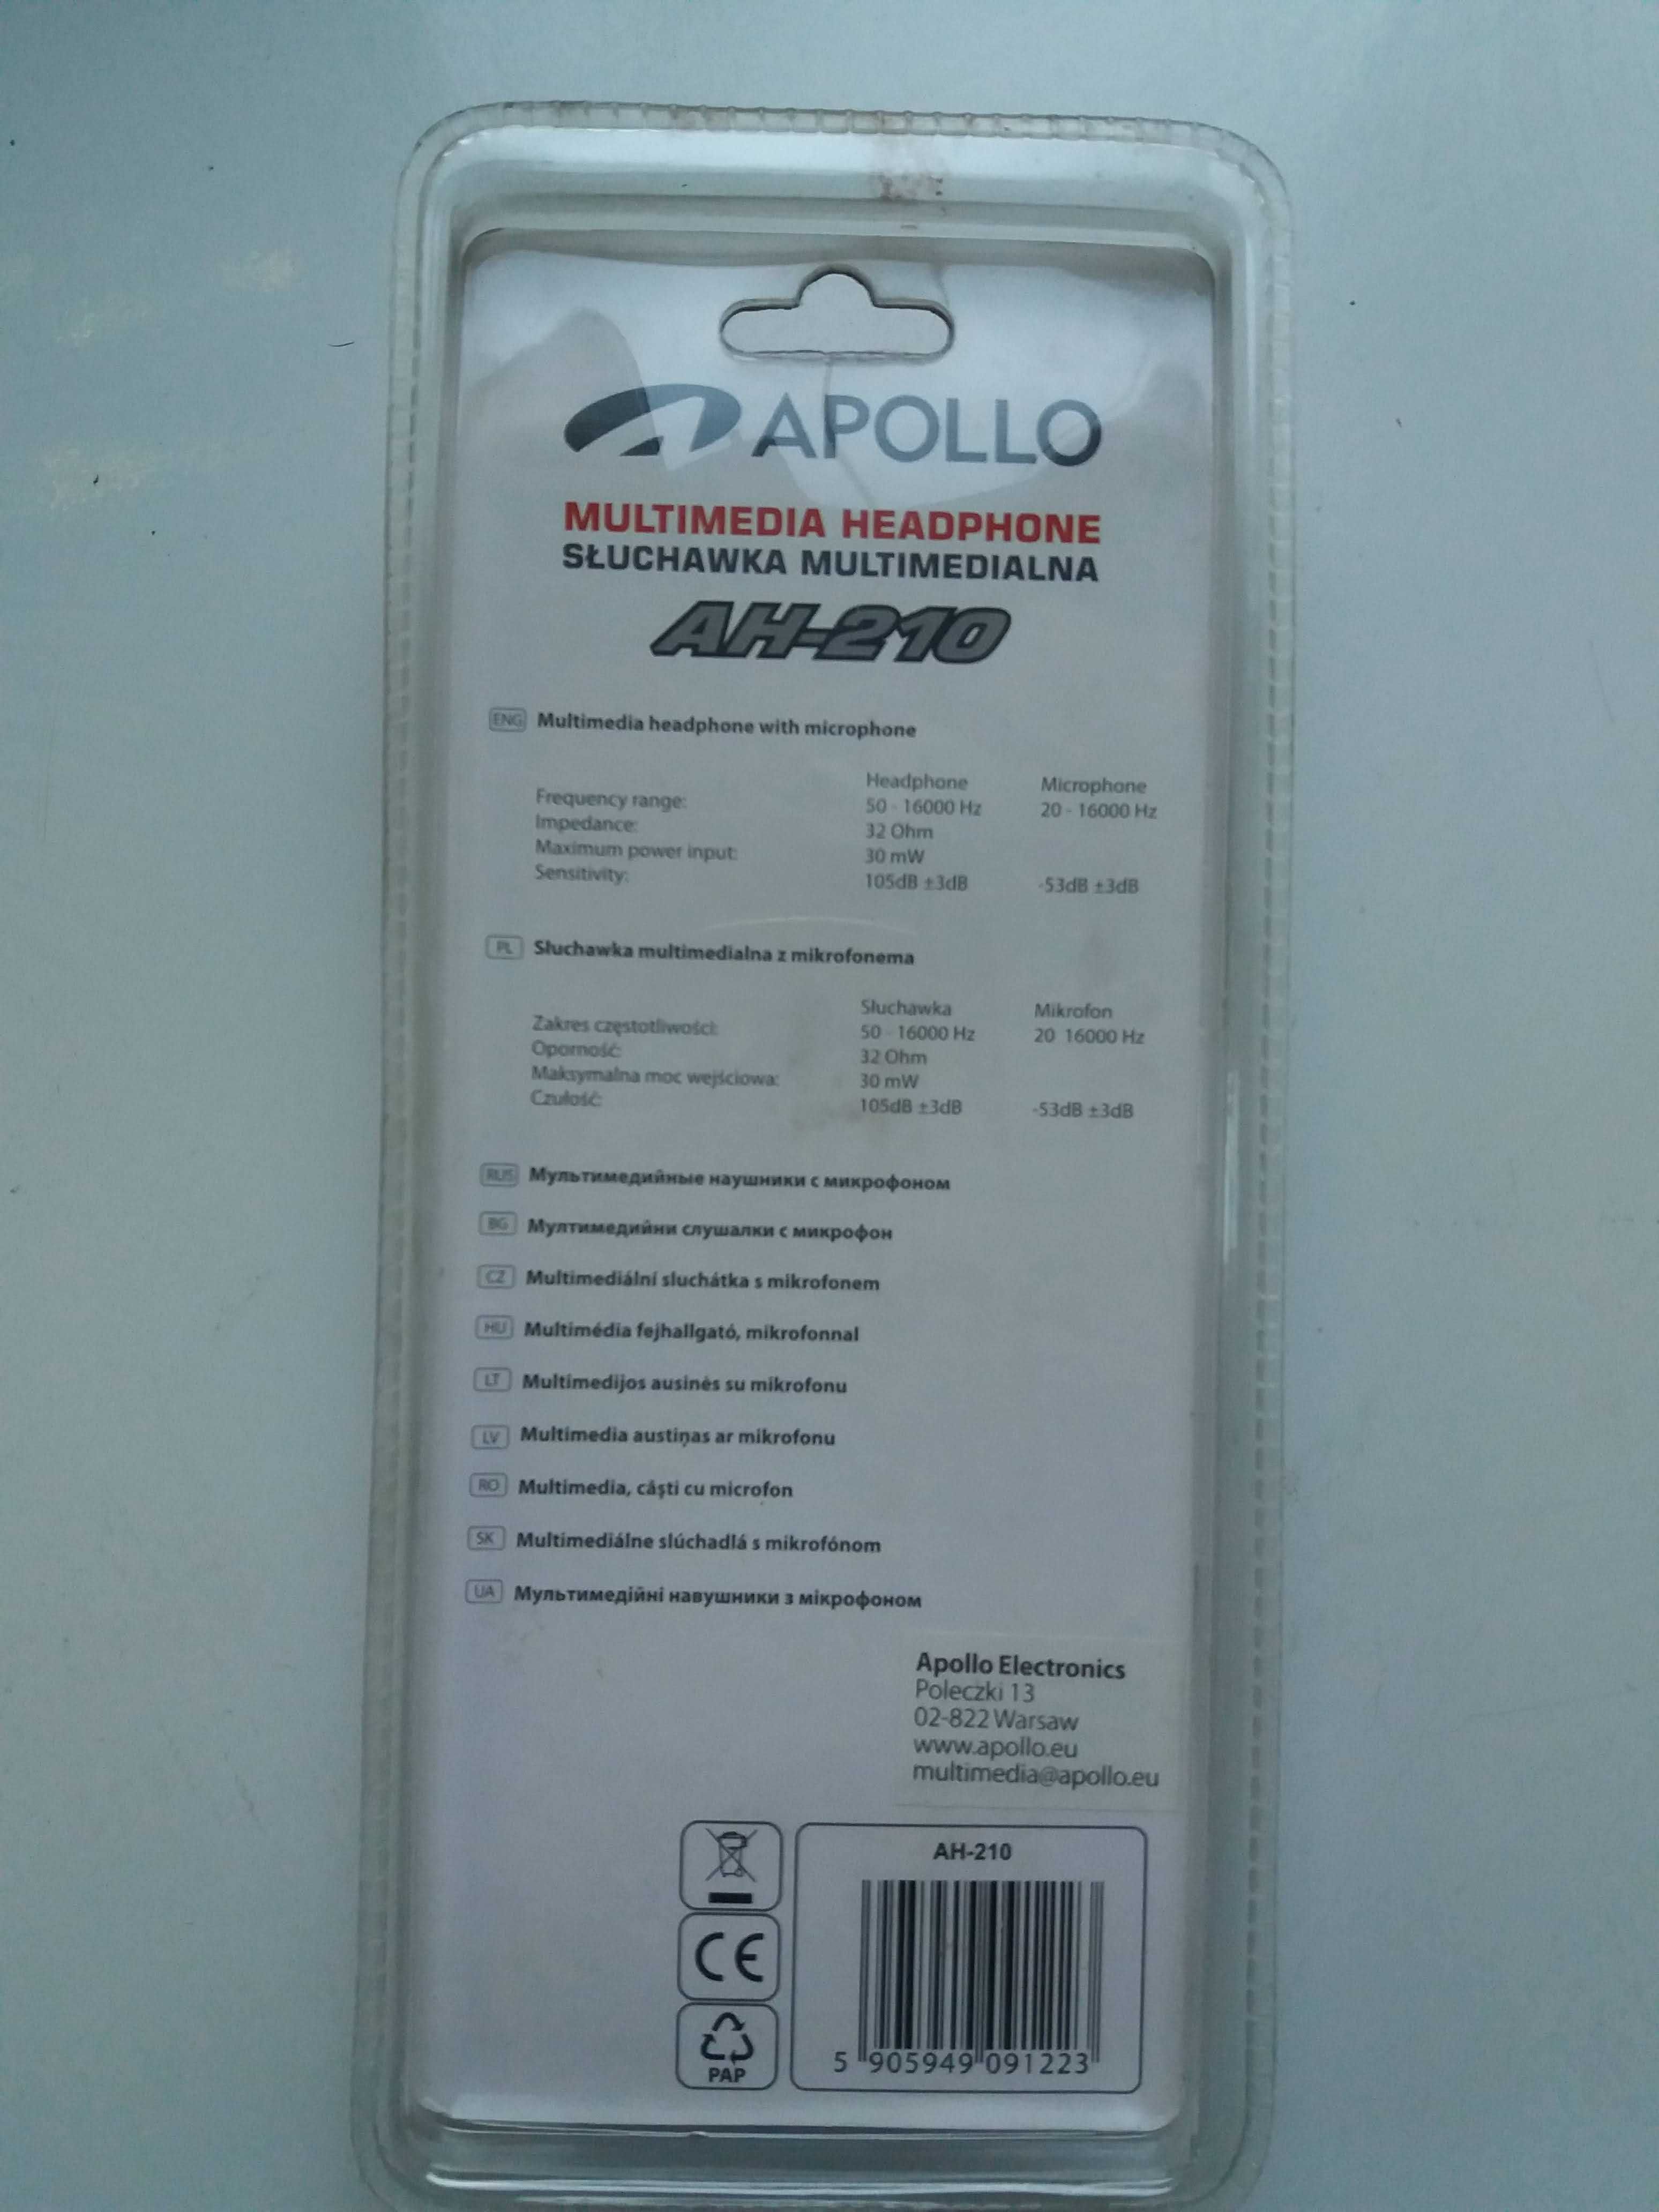 APOLLO
MULTIMEDIA HEADPHONE
SŁUCHAWKA MULTIMEDIALNA
AH-210
ENG Multimedia headphone with microphone
Headphone Microphone
Frequency range: 50 - 16000 Hz 20 - 16000 Hz
Impedance: 32 Ohm
Maximum power input: 30 mW
Sensitivity: 105dB ±3dB -53dB ±3dB
PL Słuchawka multimedialna z mikrofonema
Słuchawka Mikrofon
Zakres częstotliwości: 50 - 16000 Hz 20 16000 Hz
Oporność: 32 Ohm
Maksymalna moc wejściowa: 30 mW
Czułość: 105dB ±3dB -53dB ±3dB
RUS Мультимедийные наушники с микрофоном
BG Мултимедийни слушалки с микрофон
CZ Multimediální sluchátka s mikrofonem
HU Multimédia fejhallgató, mikrofonnal
LT Multimedijos ausinės su mikrofonu
LV Multimedia austiņas ar mikrofonu
RO Multimedia, căşti cu microfon
SK Multimediálne slúchadlá s mikrofónom
UA Мультимедійні навушники з мікрофоном
Apollo Electronics
Poleczki 13
02-822 Warsaw
www.apollo.eu
multimedia@apollo.eu
AH-210
CE
PAP
5 905949 091223